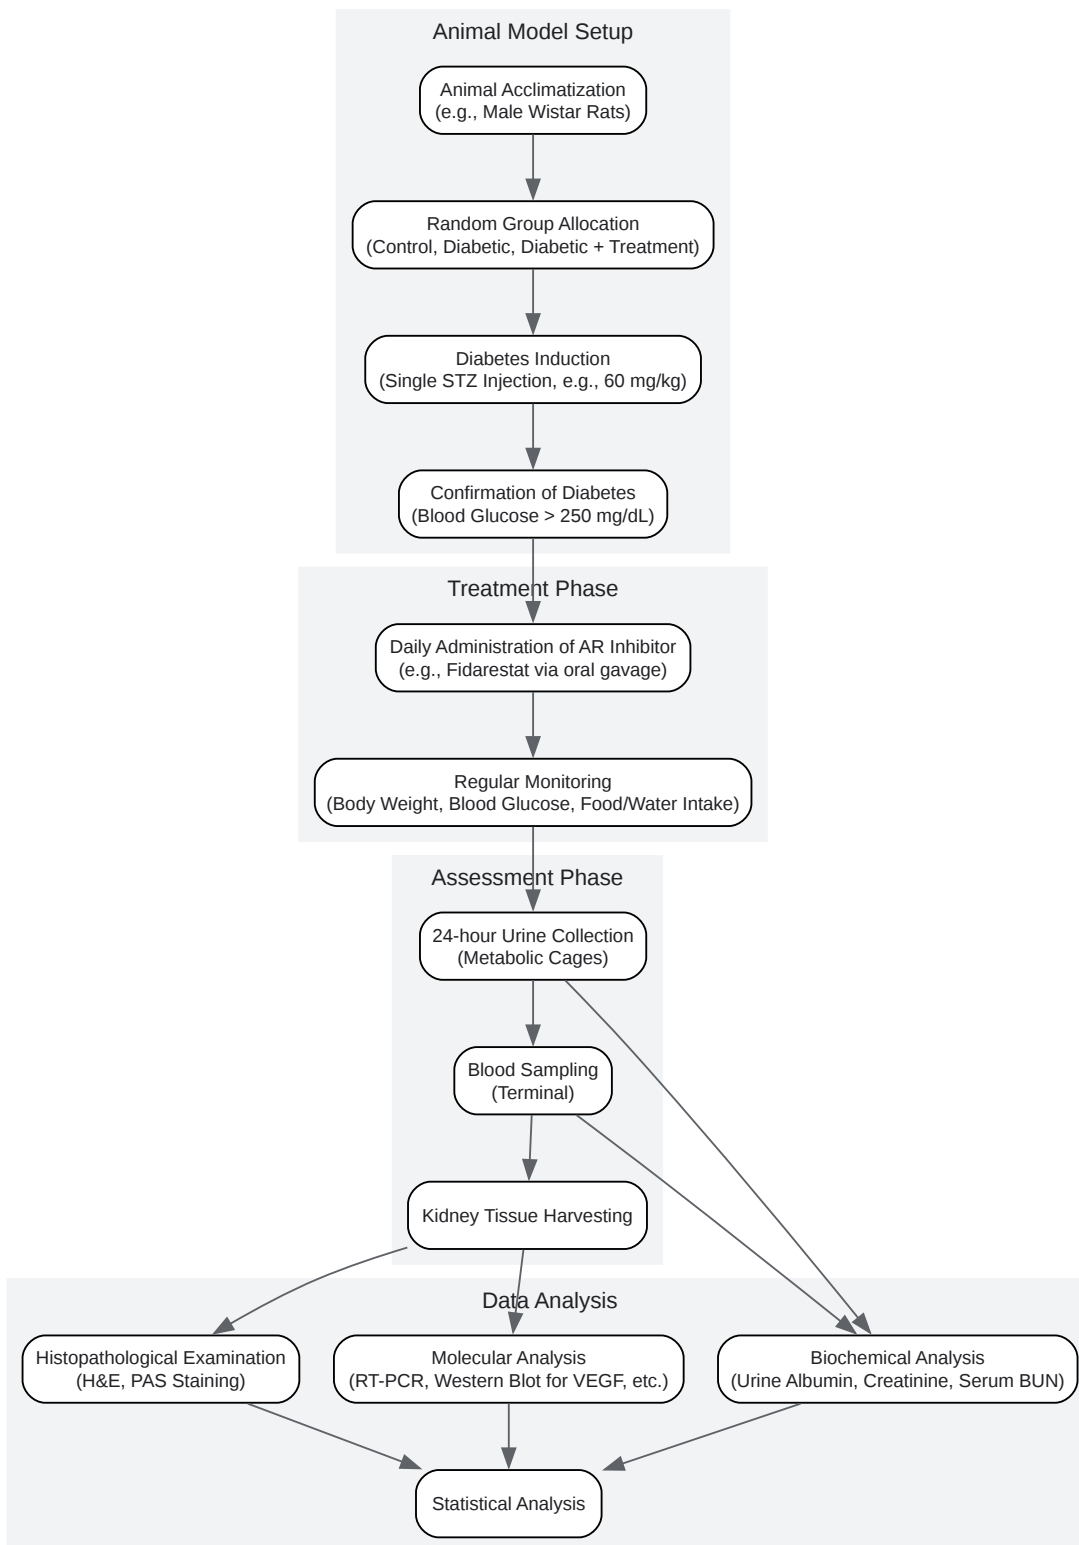 Animal Model Setup
Animal Acclimatization
(e.g., Male Wistar Rats)
Random Group Allocation
(Control, Diabetic, Diabetic + Treatment)
Diabetes Induction
(Single STZ Injection, e.g., 60 mg/kg)
Confirmation of Diabetes
(Blood Glucose > 250 mg/dL)
Treatment Phase
Daily Administration of AR Inhibitor
(e.g., Fidarestat via oral gavage)
Regular Monitoring
(Body Weight, Blood Glucose, Food/Water Intake)
Assessment Phase
24-hour Urine Collection
(Metabolic Cages)
Blood Sampling
(Terminal)
Kidney Tissue Harvesting
Data Analysis
Histopathological Examination
(H&E, PAS Staining)
Molecular Analysis
(RT-PCR, Western Blot for VEGF, etc.)
Biochemical Analysis
(Urine Albumin, Creatinine, Serum BUN)
Statistical Analysis